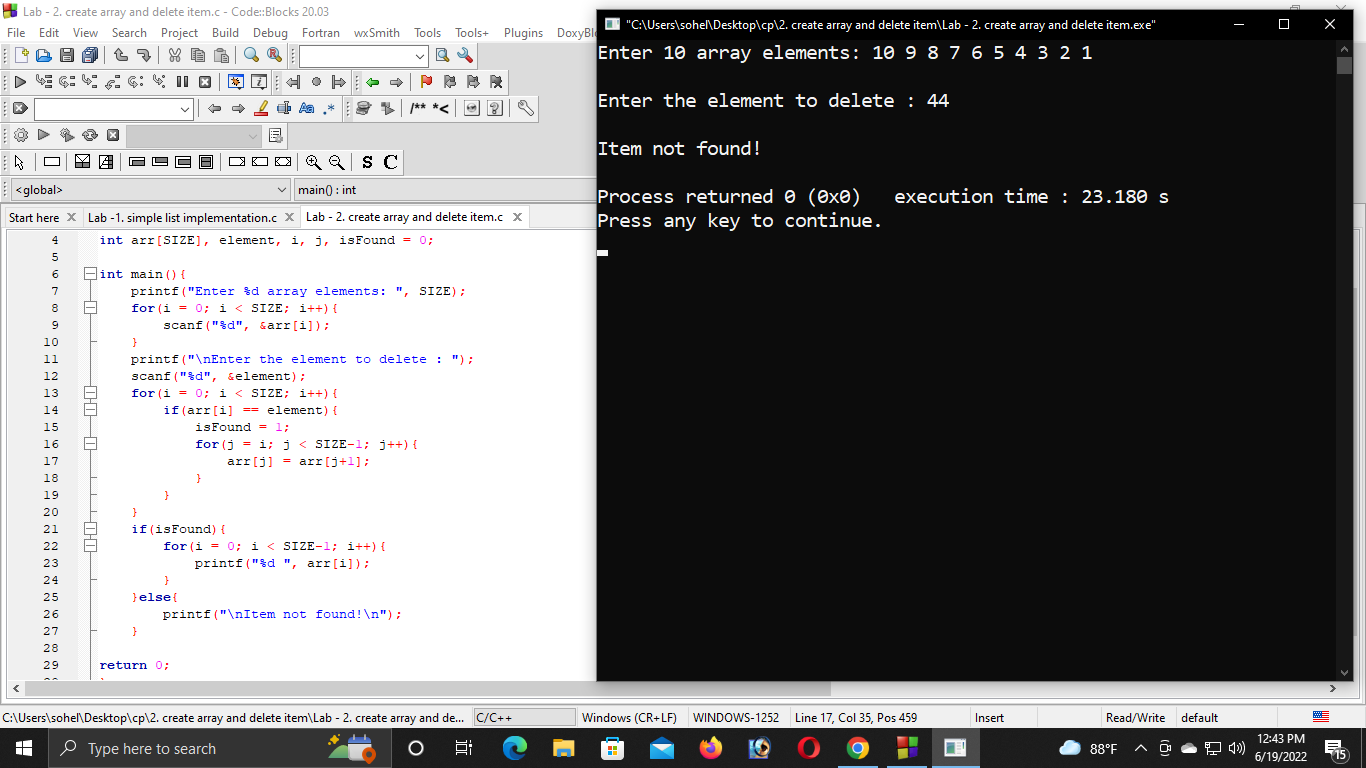 Lab - 2. create array and delete item.c - Code::Blocks 20.03
File Edit View Search Project Build Debug Fortran wxSmith Tools Tools+ Plugins DoxyBlo
/** *<
S C
<global> main() : int
Start here Lab -1. simple list implementation.c Lab - 2. create array and delete item.c
4 int arr[SIZE], element, i, j, isFound = 0;
5
6 int main(){
7 printf("Enter %d array elements: ", SIZE);
8 for(i = 0; i < SIZE; i++){
9 scanf("%d", &arr[i]);
10 }
11 printf("\nEnter the element to delete : ");
12 scanf("%d", &element);
13 for(i = 0; i < SIZE; i++){
14 if(arr[i] == element){
15 isFound = 1;
16 for(j = i; j < SIZE-1; j++){
17 arr[j] = arr[j+1];
18 }
19 }
20 }
21 if(isFound){
22 for(i = 0; i < SIZE-1; i++){
23 printf("%d ", arr[i]);
24 }
25 }else{
26 printf("\nItem not found!\n");
27 }
28
29 return 0;
"C:\Users\sohel\Desktop\cp\2. create array and delete item\Lab - 2. create array and delete item.exe"
Enter 10 array elements: 10 9 8 7 6 5 4 3 2 1
Enter the element to delete : 44
Item not found!
Process returned 0 (0x0) execution time : 23.180 s
Press any key to continue.
C:\Users\sohel\Desktop\cp\2. create array and delete item\Lab - 2. create array and de... C/C++ Windows (CR+LF) WINDOWS-1252 Line 17, Col 35, Pos 459 Insert Read/Write default
Type here to search
88°F
12:43 PM
6/19/2022
15